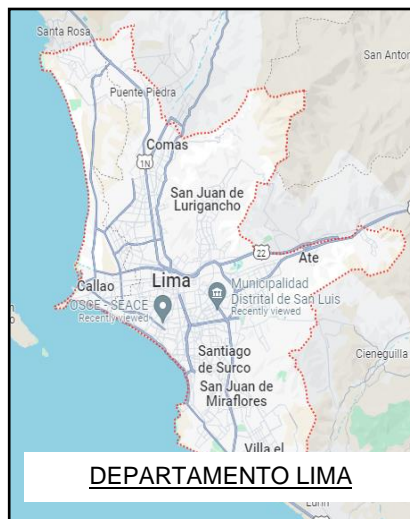 Santa Rosa
San Anton
Puente Piedra
Comas
1N
San Juan de
Lurigancho
22
Ate
Callao
Lima
Municipalidad
Distrital de San Luis
Recently viewed
OSCE - SEACE
Recently viewed
Cieneguilla
Santiago
de Surco
San Juan de
Miraflores
Villa el
DEPARTAMENTO LIMA
Lurín